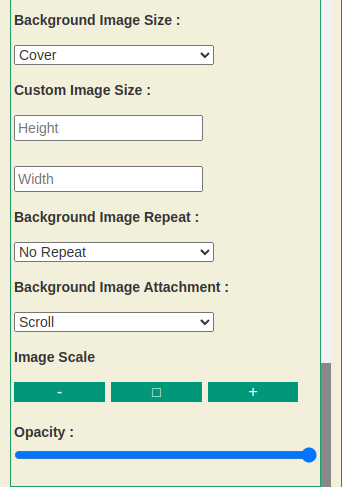 Background Image Size :
Cover
Custom Image Size :
Height
Width
Background Image Repeat :
No Repeat
Background Image Attachment :
Scroll
Image Scale
- □ +
Opacity :